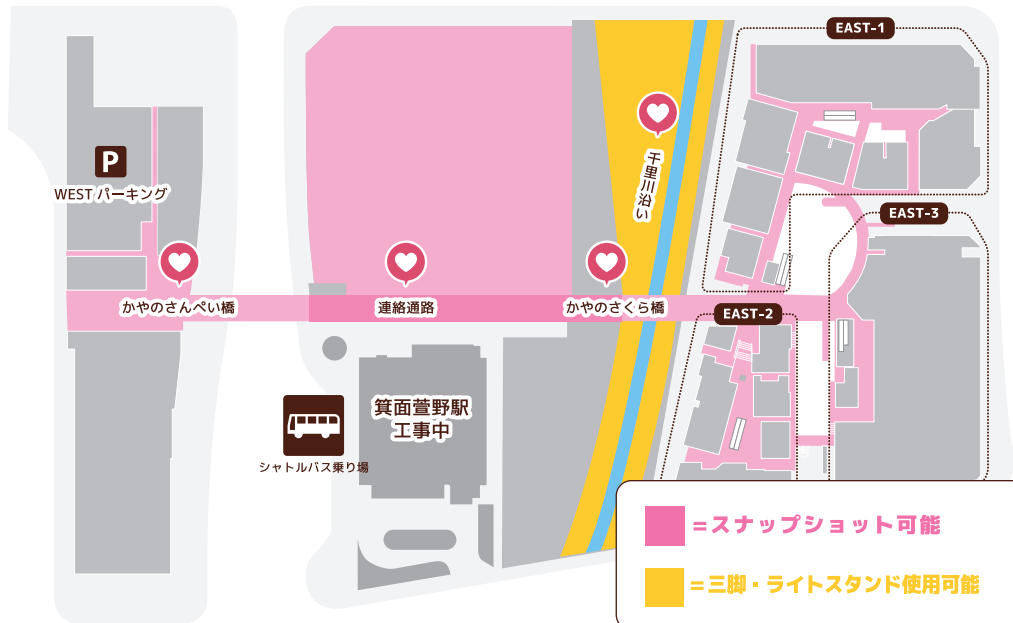 EAST-1
P
WEST パーキング
千里川沿い
EAST-3
かやのさんぺい橋
連絡通路
かやのさくら橋
EAST-2
箕面萱野駅
工事中
シャトルバス乗り場
=スナップショット可能
=三脚・ライトスタンド使用可能